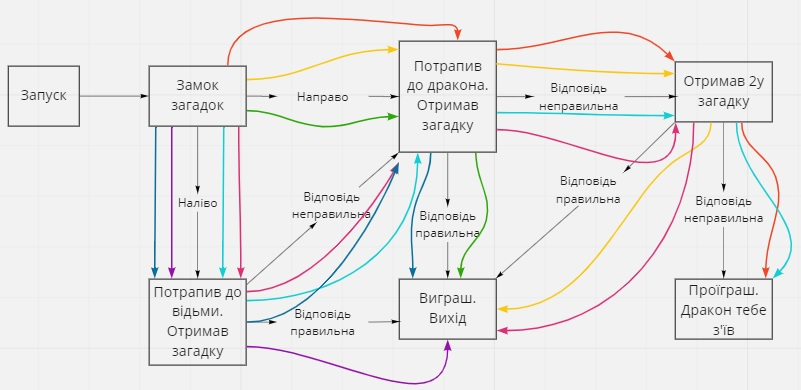 Запуск
Замок
загадок
Направо
Потрапив
до дракона.
Отримав
загадку
Відповідь
неправильна
Отримав 2у
загадку
Наліво
Відповідь
неправильна
Відповідь
правильна
Відповідь
правильна
Відповідь
неправильна
Потрапив до
відьми.
Отримав
загадку
Відповідь
правильна
Виграш.
Вихід
Проїграш.
Дракон тебе
з'їв